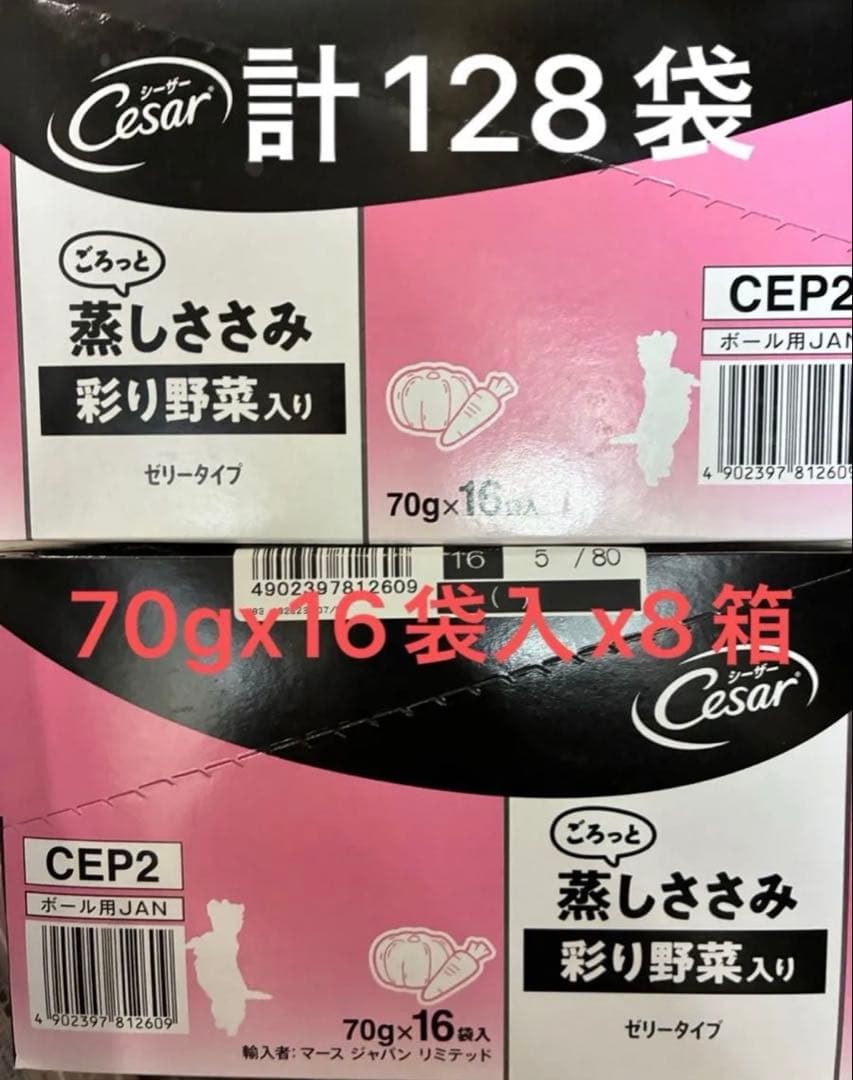 シーザー
Cesar
計128袋
ごろっと
蒸しささみ
彩り野菜入り
ゼリータイプ
CEP2
ボール用JAN
4 902397 812609
70g×16袋入
4902397812609
16 5 /80
70gx16袋入x8箱
シーザー
Cesar
ごろっと
蒸しささみ
彩り野菜入り
ゼリータイプ
CEP2
ボール用JAN
4 902397 812609
70g×16袋入
輸入者:マース ジャパン リミテッド